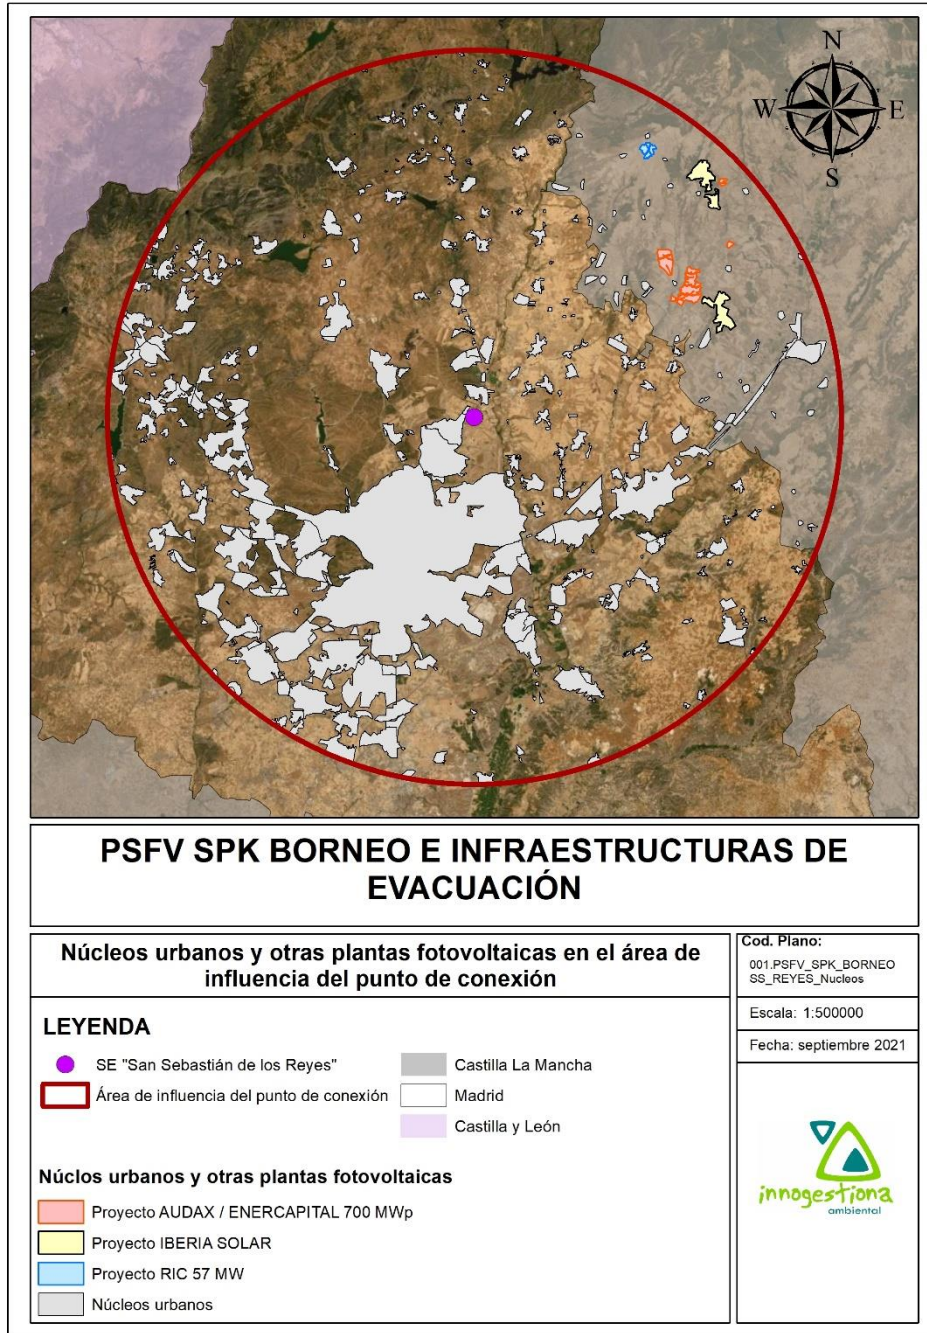 N
W E
S
PSFV SPK BORNEO E INFRAESTRUCTURAS DE
EVACUACIÓN
Núcleos urbanos y otras plantas fotovoltaicas en el área de
influencia del punto de conexión
LEYENDA
SE "San Sebastián de los Reyes"
Área de influencia del punto de conexión
Castilla La Mancha
Madrid
Castilla y León
Núclos urbanos y otras plantas fotovoltaicas
Proyecto AUDAX / ENERCAPITAL 700 MWp
Proyecto IBERIA SOLAR
Proyecto RIC 57 MW
Núcleos urbanos
Cod. Plano:
001.PSFV_SPK_BORNEO
SS_REYES_Nucleos
Escala: 1:500000
Fecha: septiembre 2021
innogestiona
ambiental